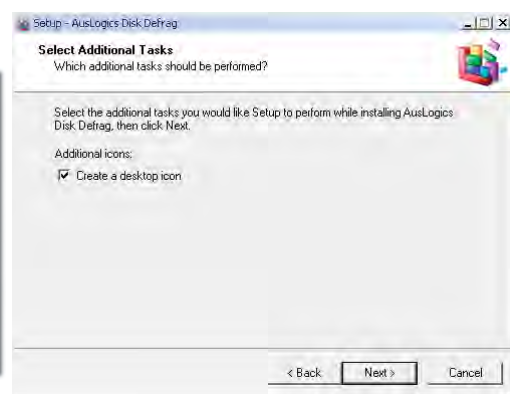 Setup - AusLogics Disk Defrag
Select Additional Tasks
Which additional tasks should be performed?
Select the additional tasks you would like Setup to perform while installing AusLogics
Disk Defrag, then click Next.
Additional icons:
Create a desktop icon
< Back Next > Cancel